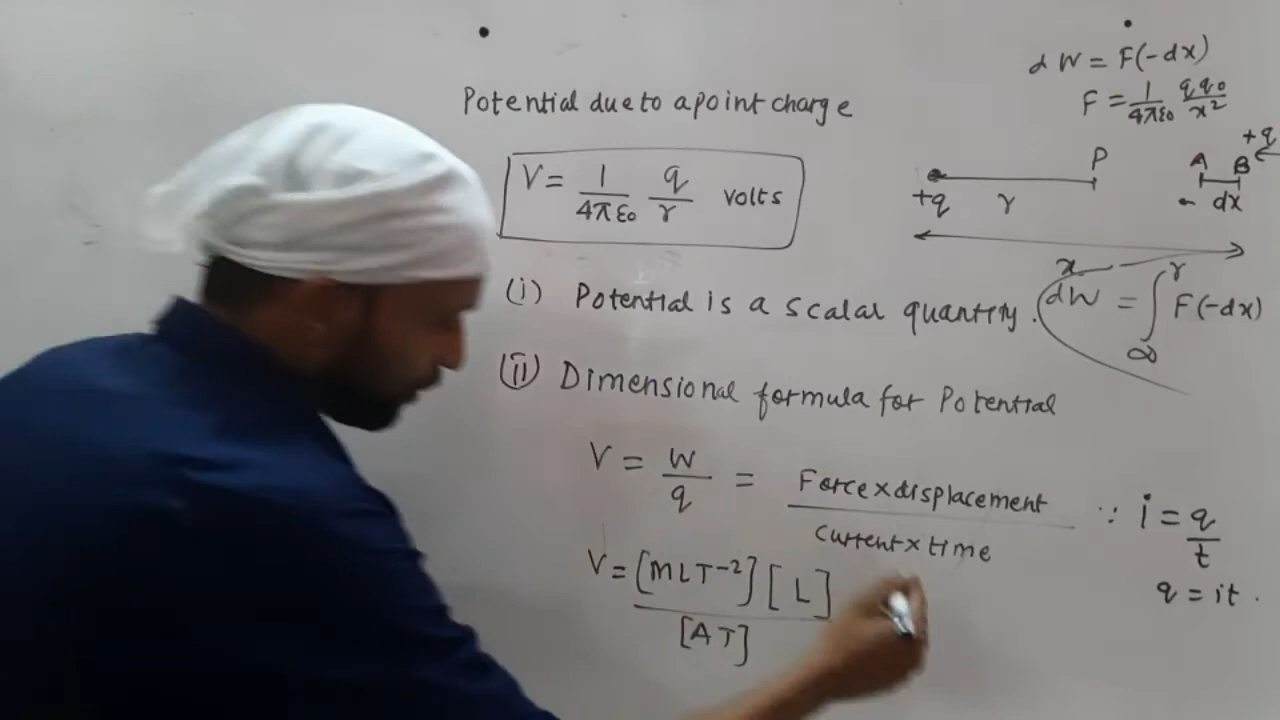 Potential due to a point charge
V = 1/4πε₀ q/r volts
(i) Potential is a scalar quantity.
(ii) Dimensional formula for Potential
V = W/q = Force×displacement/current×time
V = [MLT⁻²][L]/[AT]
dW = F(-dx)
F = 1/4πε₀ qq₀/x²
+q
P A B
+q r dx
x
dW = ∫∞^r F(-dx)
∵ i = q/t
q = it.